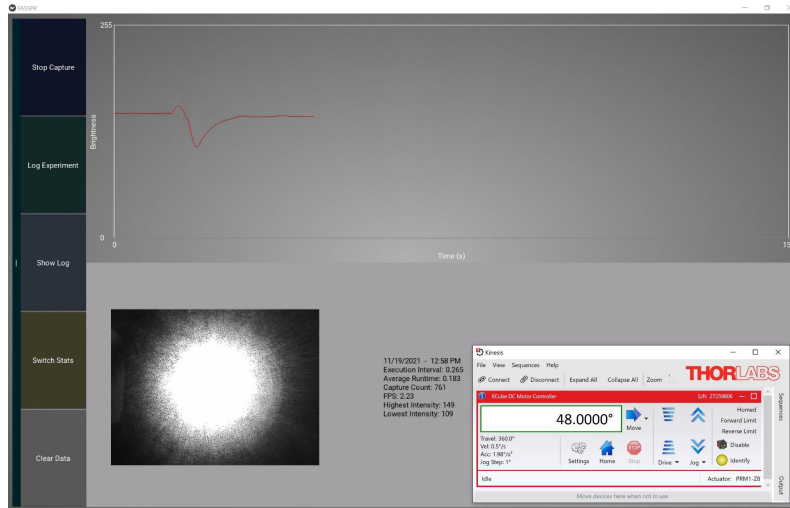 FASSPR
Stop Capture
Log Experiment
Show Log
Switch Stats
Clear Data
255
Brightness
0
0
Time (s)
15
11/19/2021 - 12:58 PM
Execution Interval: 0.265
Average Runtime: 0.183
Capture Count: 761
FPS: 2.23
Highest Intensity: 149
Lowest Intensity: 109
Kinesis
File View Sequences Help
Connect Disconnect Expand All Collapse All Zoom
THORLABS
KCube DC Motor Controller S/N 27259806
48.0000°
Move
Homed
Forward Limit
Reverse Limit
Travel: 360.0°
Vel: 0.5°/s
Acc: 1.98°/s²
Jog Step: 1°
Settings Home STOP Stop Drive Jog
Disable
Identify
Idle Actuator: PRM1-Z8
Move devices here when not in use
Sequences
Output